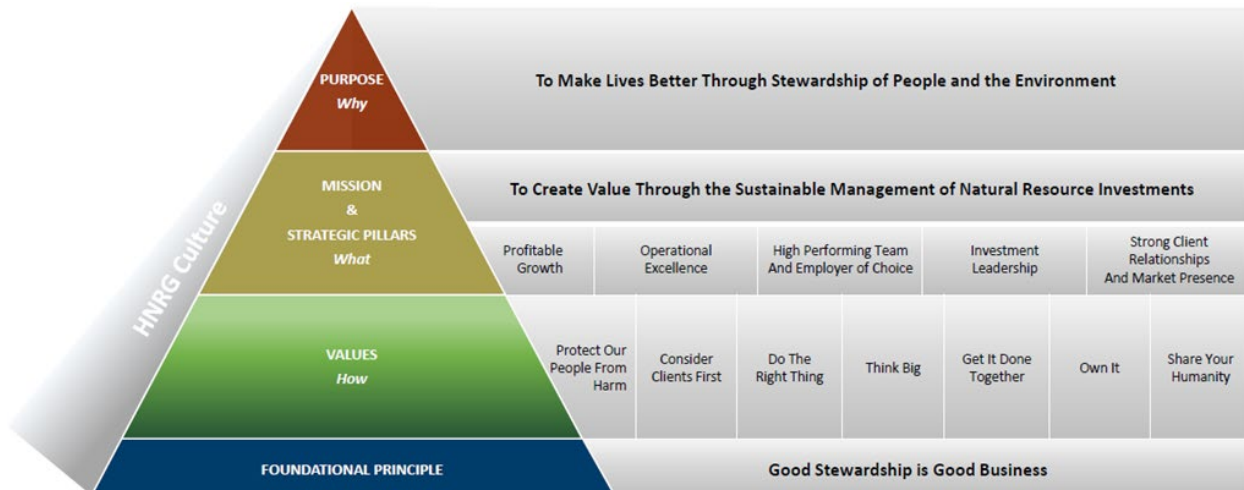 HNRG Culture
PURPOSE
Why
To Make Lives Better Through Stewardship of People and the Environment
MISSION
&
STRATEGIC PILLARS
What
To Create Value Through the Sustainable Management of Natural Resource Investments
Profitable
Growth
Operational
Excellence
High Performing Team
And Employer of Choice
Investment
Leadership
Strong Client
Relationships
And Market Presence
VALUES
How
Protect Our
People From
Harm
Consider
Clients First
Do The
Right Thing
Think Big
Get It Done
Together
Own It
Share Your
Humanity
FOUNDATIONAL PRINCIPLE
Good Stewardship is Good Business